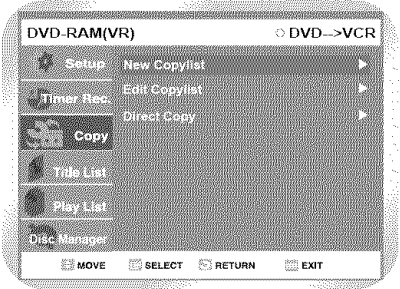 DVD-RAM(VR) DVD-->VCR
Setup
New Copylist
Timer Rec.
Edit Copylist
Direct Copy
Copy
Title List
Play List
Disc Manager
MOVE SELECT RETURN EXIT